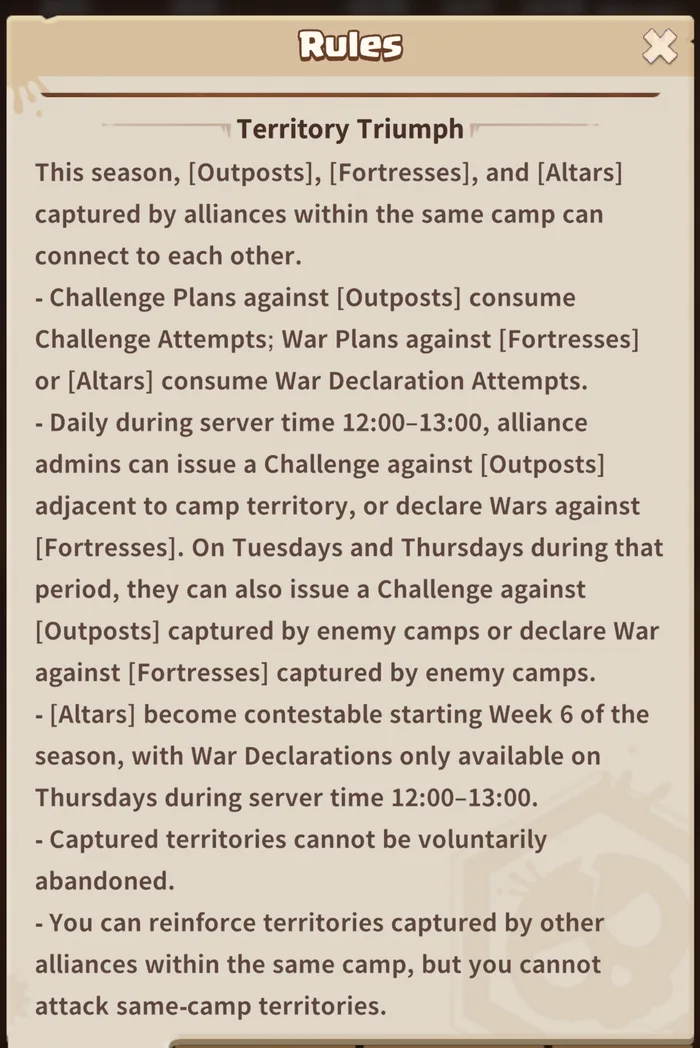 Rules
Territory Triumph
This season, [Outposts], [Fortresses], and [Altars]
captured by alliances within the same camp can
connect to each other.
- Challenge Plans against [Outposts] consume
Challenge Attempts; War Plans against [Fortresses]
or [Altars] consume War Declaration Attempts.
- Daily during server time 12:00–13:00, alliance
admins can issue a Challenge against [Outposts]
adjacent to camp territory, or declare Wars against
[Fortresses]. On Tuesdays and Thursdays during that
period, they can also issue a Challenge against
[Outposts] captured by enemy camps or declare War
against [Fortresses] captured by enemy camps.
- [Altars] become contestable starting Week 6 of the
season, with War Declarations only available on
Thursdays during server time 12:00–13:00.
- Captured territories cannot be voluntarily
abandoned.
- You can reinforce territories captured by other
alliances within the same camp, but you cannot
attack same-camp territories.